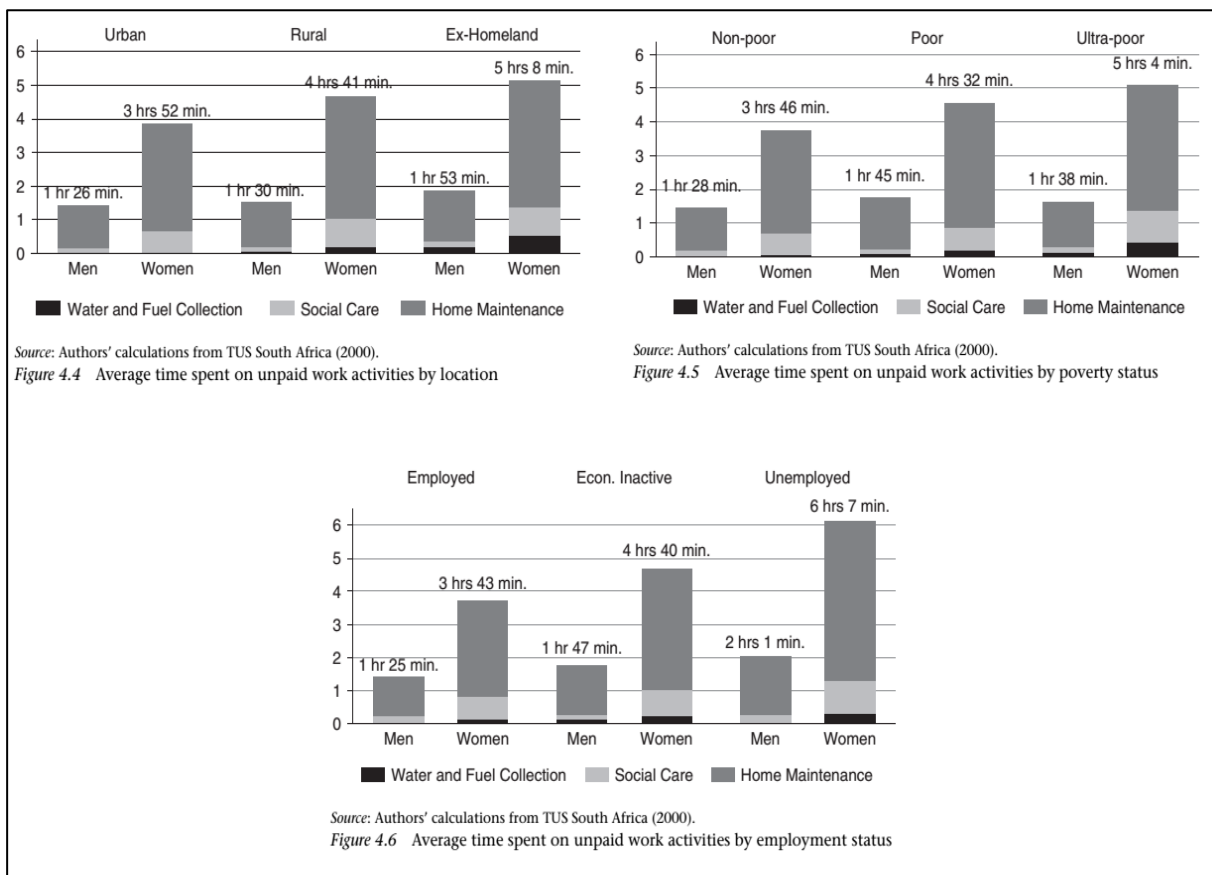 Urban Rural Ex-Homeland
6
5 hrs 8 min.
5
4 hrs 41 min.
4
3 hrs 52 min.
3
2
1 hr 26 min. 1 hr 30 min. 1 hr 53 min.
1
0
Men Women Men Women Men Women
Water and Fuel Collection Social Care Home Maintenance
Source: Authors' calculations from TUS South Africa (2000).
Figure 4.4 Average time spent on unpaid work activities by location
Non-poor Poor Ultra-poor
6
5 hrs 4 min.
5
4 hrs 32 min.
4
3 hrs 46 min.
3
2
1 hr 28 min. 1 hr 45 min. 1 hr 38 min.
1
0
Men Women Men Women Men Women
Water and Fuel Collection Social Care Home Maintenance
Source: Authors' calculations from TUS South Africa (2000).
Figure 4.5 Average time spent on unpaid work activities by poverty status
Employed Econ. Inactive Unemployed
6 hrs 7 min.
6
5
4 hrs 40 min.
4
3 hrs 43 min.
3
2
1 hr 25 min. 1 hr 47 min. 2 hrs 1 min.
1
0
Men Women Men Women Men Women
Water and Fuel Collection Social Care Home Maintenance
Source: Authors' calculations from TUS South Africa (2000).
Figure 4.6 Average time spent on unpaid work activities by employment status